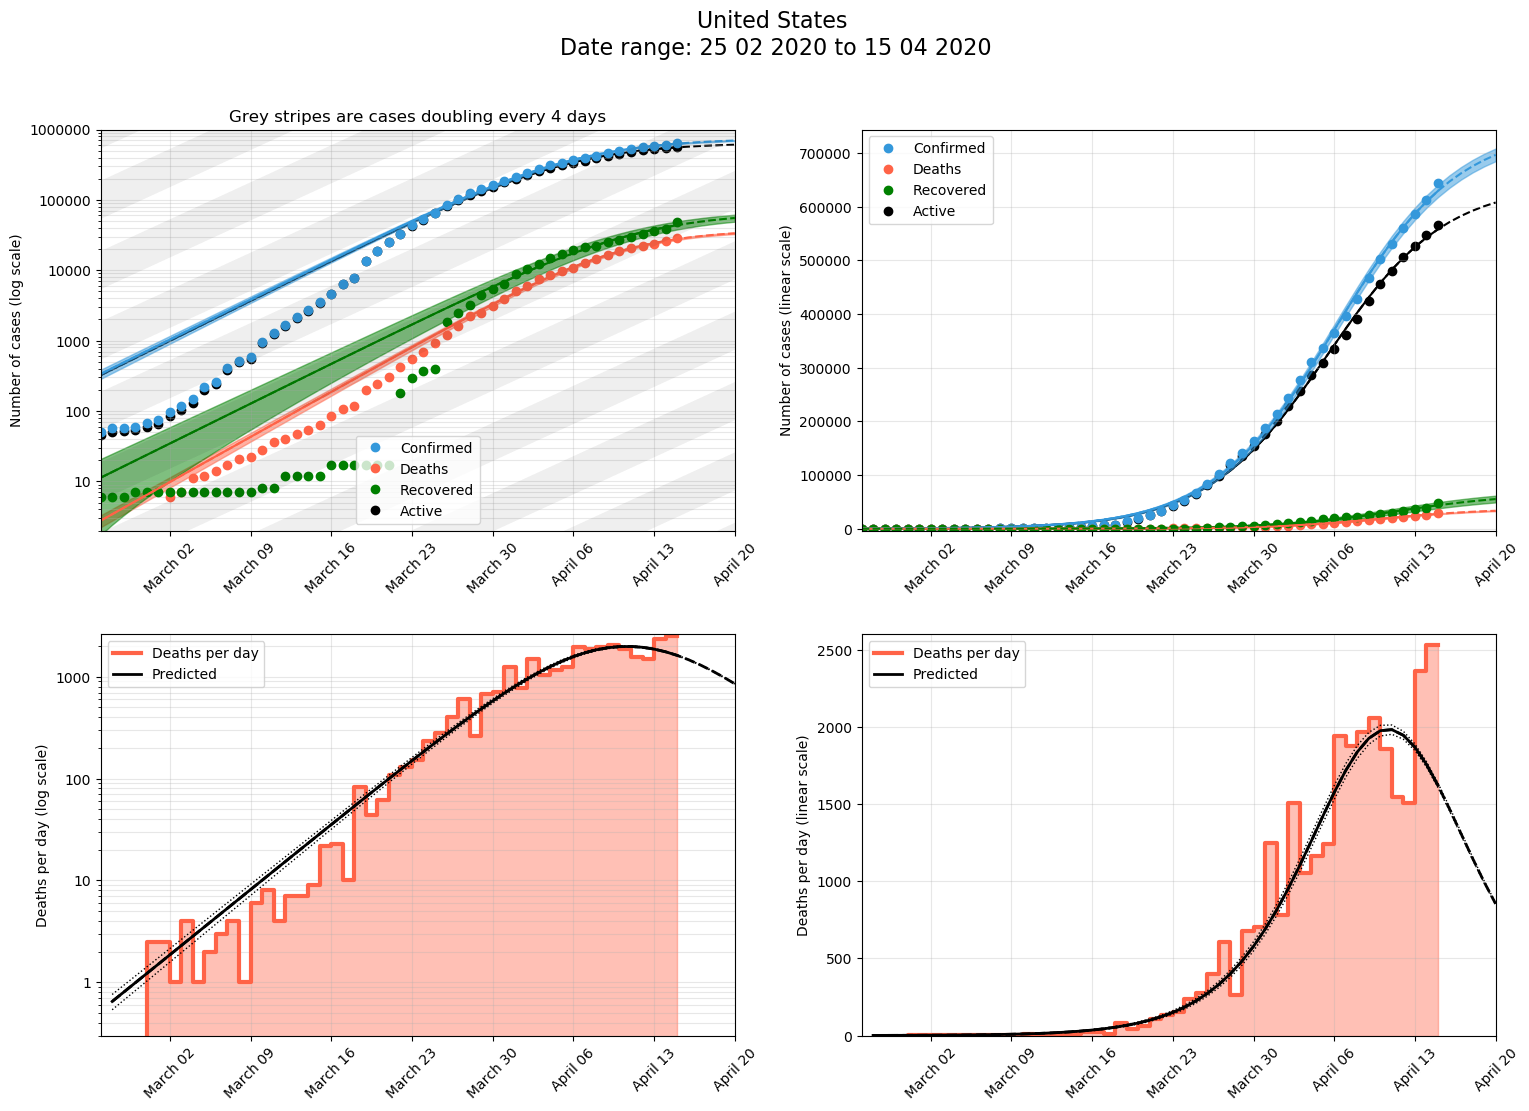 United States
Date range: 25 02 2020 to 15 04 2020
Grey stripes are cases doubling every 4 days
Number of cases (log scale)
1000000
100000
10000
1000
100
10
Confirmed
Deaths
Recovered
Active
March 02
March 09
March 16
March 23
March 30
April 06
April 13
April 20
Number of cases (linear scale)
700000
600000
500000
400000
300000
200000
100000
0
Confirmed
Deaths
Recovered
Active
March 02
March 09
March 16
March 23
March 30
April 06
April 13
April 20
Deaths per day (log scale)
1000
100
10
1
Deaths per day
Predicted
March 02
March 09
March 16
March 23
March 30
April 06
April 13
April 20
Deaths per day (linear scale)
2500
2000
1500
1000
500
0
Deaths per day
Predicted
March 02
March 09
March 16
March 23
March 30
April 06
April 13
April 20